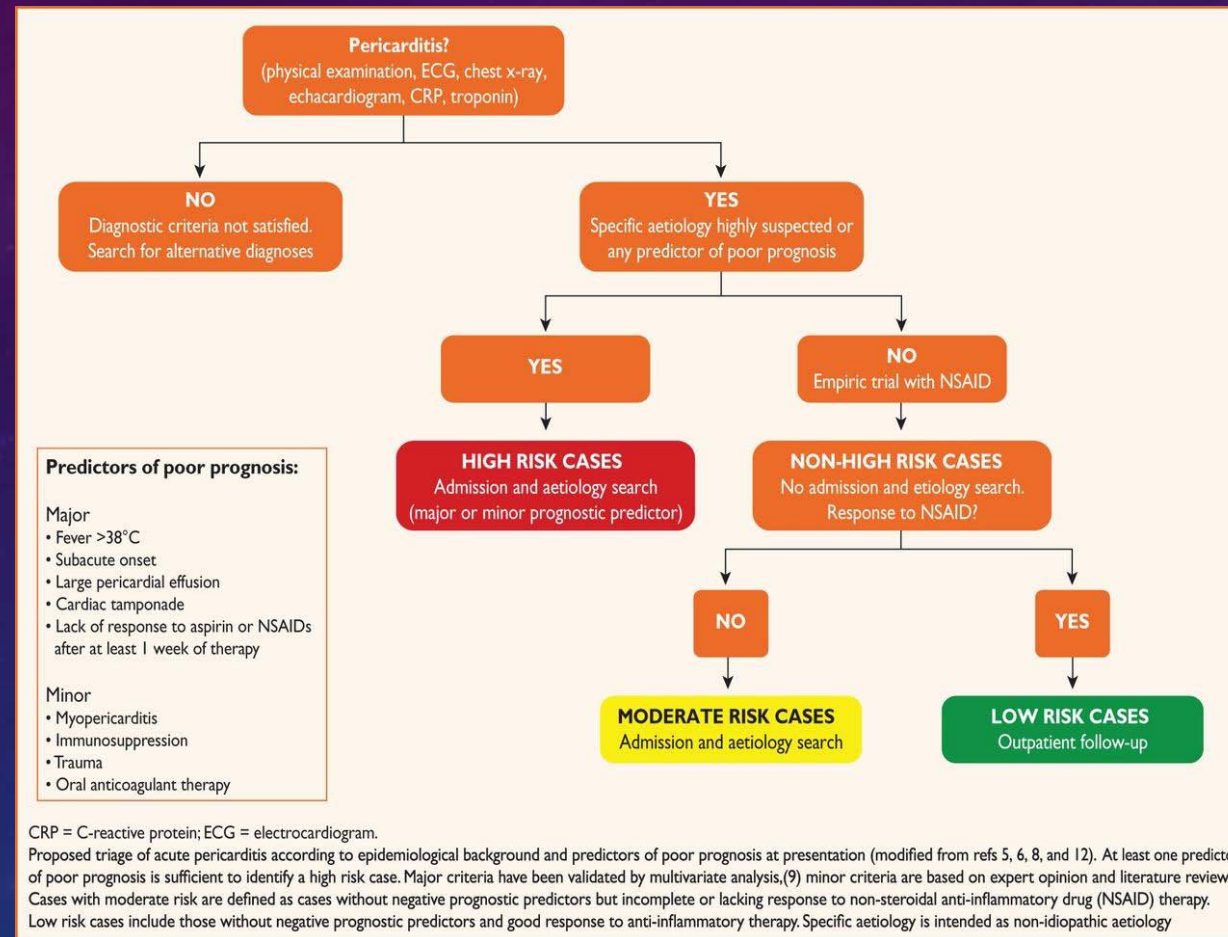 Pericarditis?
(physical examination, ECG, chest x-ray,
echacardiogram, CRP, troponin)
NO
Diagnostic criteria not satisfied.
Search for alternative diagnoses
YES
Specific aetiology highly suspected or
any predictor of poor prognosis
YES
NO
Empiric trial with NSAID
HIGH RISK CASES
Admission and aetiology search
(major or minor prognostic predictor)
NON-HIGH RISK CASES
No admission and etiology search.
Response to NSAID?
Predictors of poor prognosis:
Major
• Fever >38°C
• Subacute onset
• Large pericardial effusion
• Cardiac tamponade
• Lack of response to aspirin or NSAIDs
after at least 1 week of therapy
Minor
• Myopericarditis
• Immunosuppression
• Trauma
• Oral anticoagulant therapy
NO
YES
MODERATE RISK CASES
Admission and aetiology search
LOW RISK CASES
Outpatient follow-up
CRP = C-reactive protein; ECG = electrocardiogram.
Proposed triage of acute pericarditis according to epidemiological background and predictors of poor prognosis at presentation (modified from refs 5, 6, 8, and 12). At least one predicto
of poor prognosis is sufficient to identify a high risk case. Major criteria have been validated by multivariate analysis,(9) minor criteria are based on expert opinion and literature review
Cases with moderate risk are defined as cases without negative prognostic predictors but incomplete or lacking response to non-steroidal anti-inflammatory drug (NSAID) therapy.
Low risk cases include those without negative prognostic predictors and good response to anti-inflammatory therapy. Specific aetiology is intended as non-idiopathic aetiology